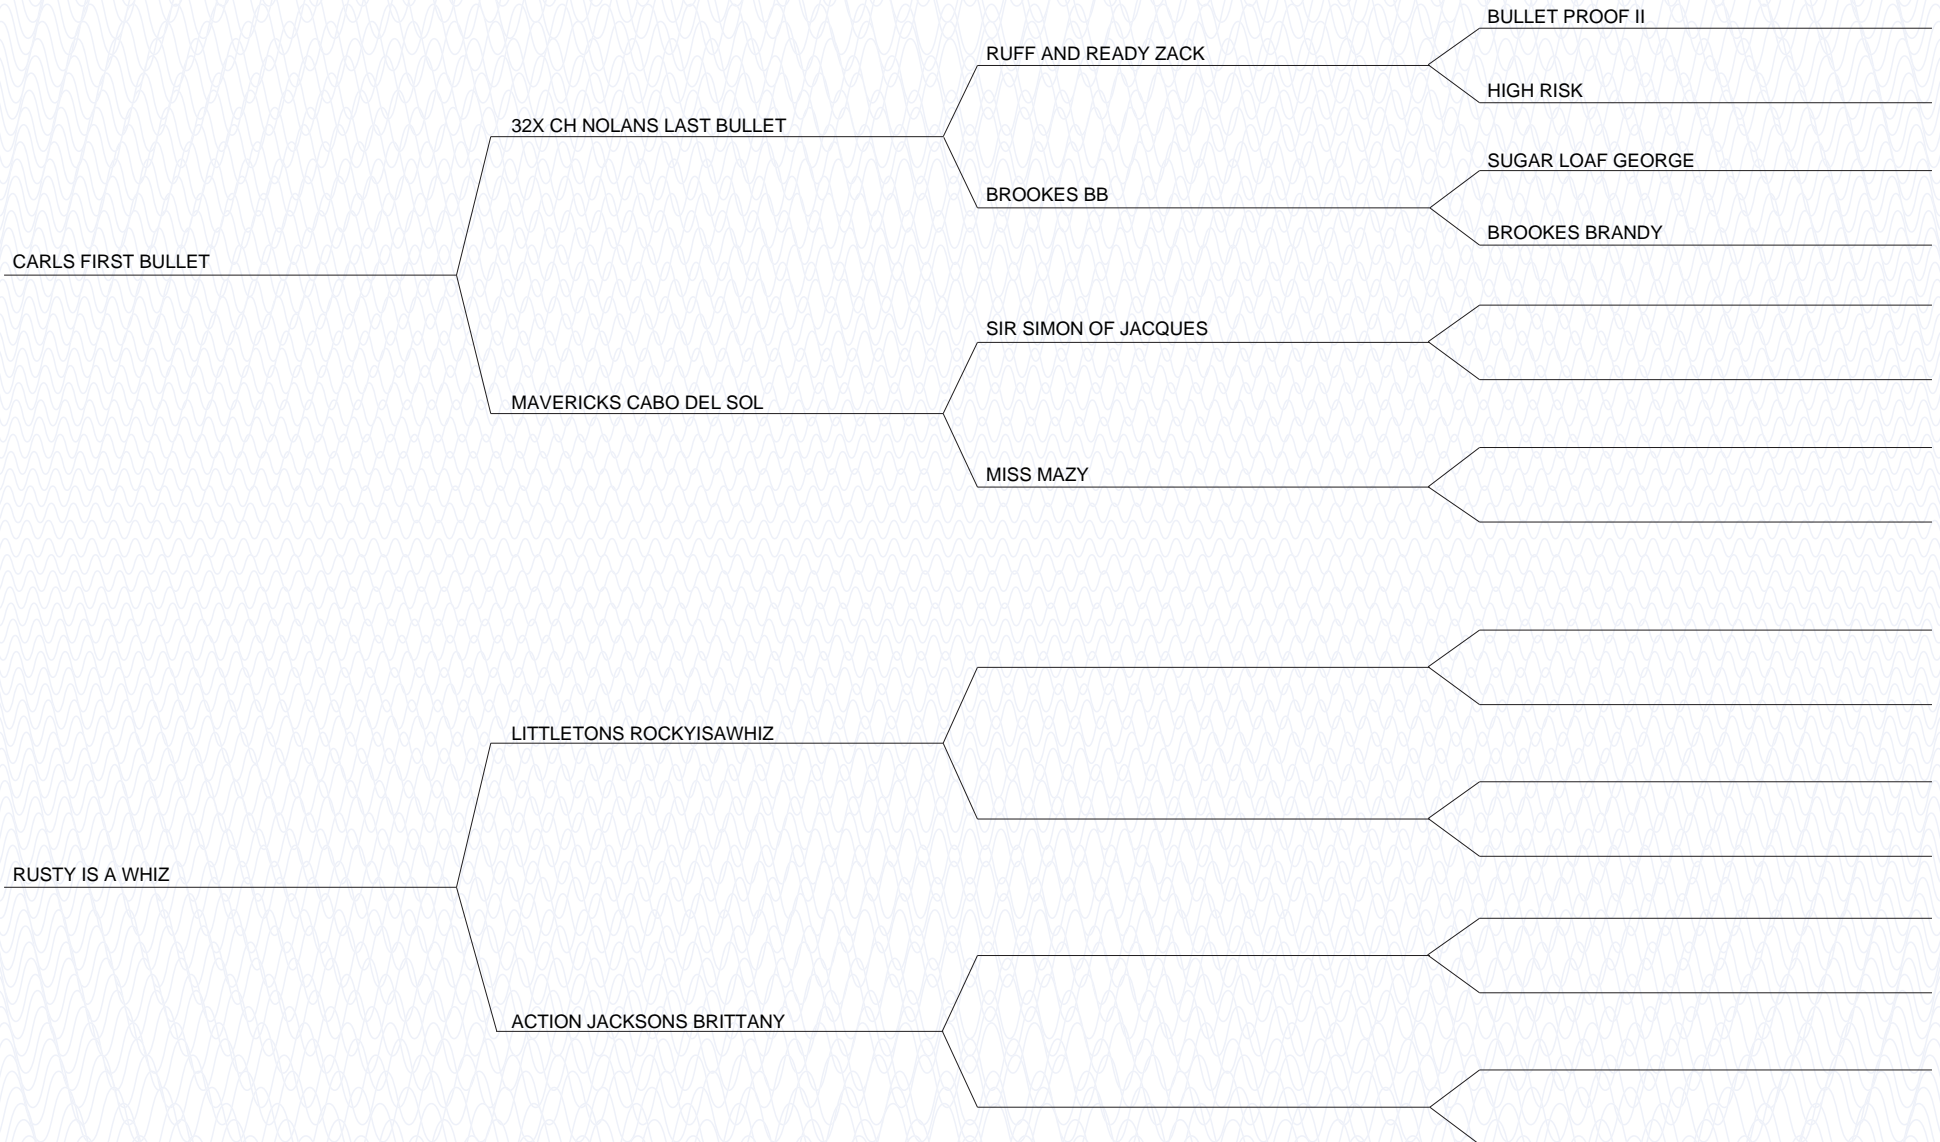 BULLET PROOF II
RUFF AND READY ZACK
HIGH RISK
32X CH NOLANS LAST BULLET
SUGAR LOAF GEORGE
BROOKES BB
BROOKES BRANDY
CARLS FIRST BULLET
SIR SIMON OF JACQUES
MAVERICKS CABO DEL SOL
MISS MAZY
LITTLETONS ROCKYISAWHIZ
RUSTY IS A WHIZ
ACTION JACKSONS BRITTANY